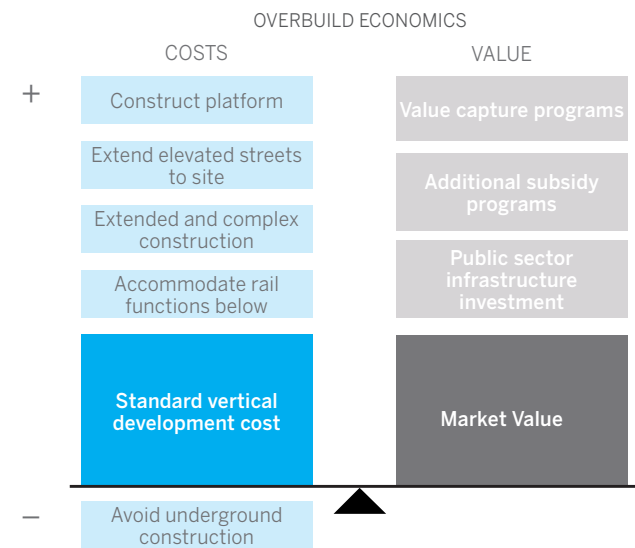 OVERBUILD ECONOMICS
COSTS
VALUE
+
Construct platform
Extend elevated streets
to site
Extended and complex
construction
Accommodate rail
functions below
Standard vertical
development cost
Value capture programs
Additional subsidy
programs
Public sector
infrastructure
investment
Market Value
–
Avoid underground
construction